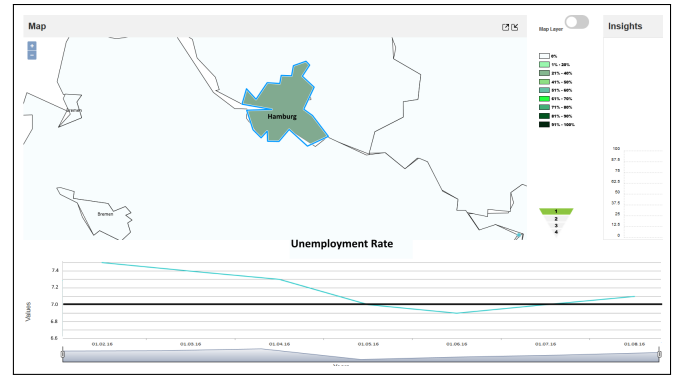 Map
Map Layer
Insights
+
−
0%
1% - 20%
21% - 40%
41% - 50%
51% - 60%
61% - 70%
71% - 80%
81% - 90%
91% - 100%
Bremen
Hamburg
Bremen
100
87.5
75
62.5
50
37.5
25
12.5
0
1
2
3
4
Unemployment Rate
Values
7.4
7.2
7.0
6.8
6.6
01.02.16
01.03.16
01.04.16
01.05.16
01.06.16
01.07.16
01.08.16